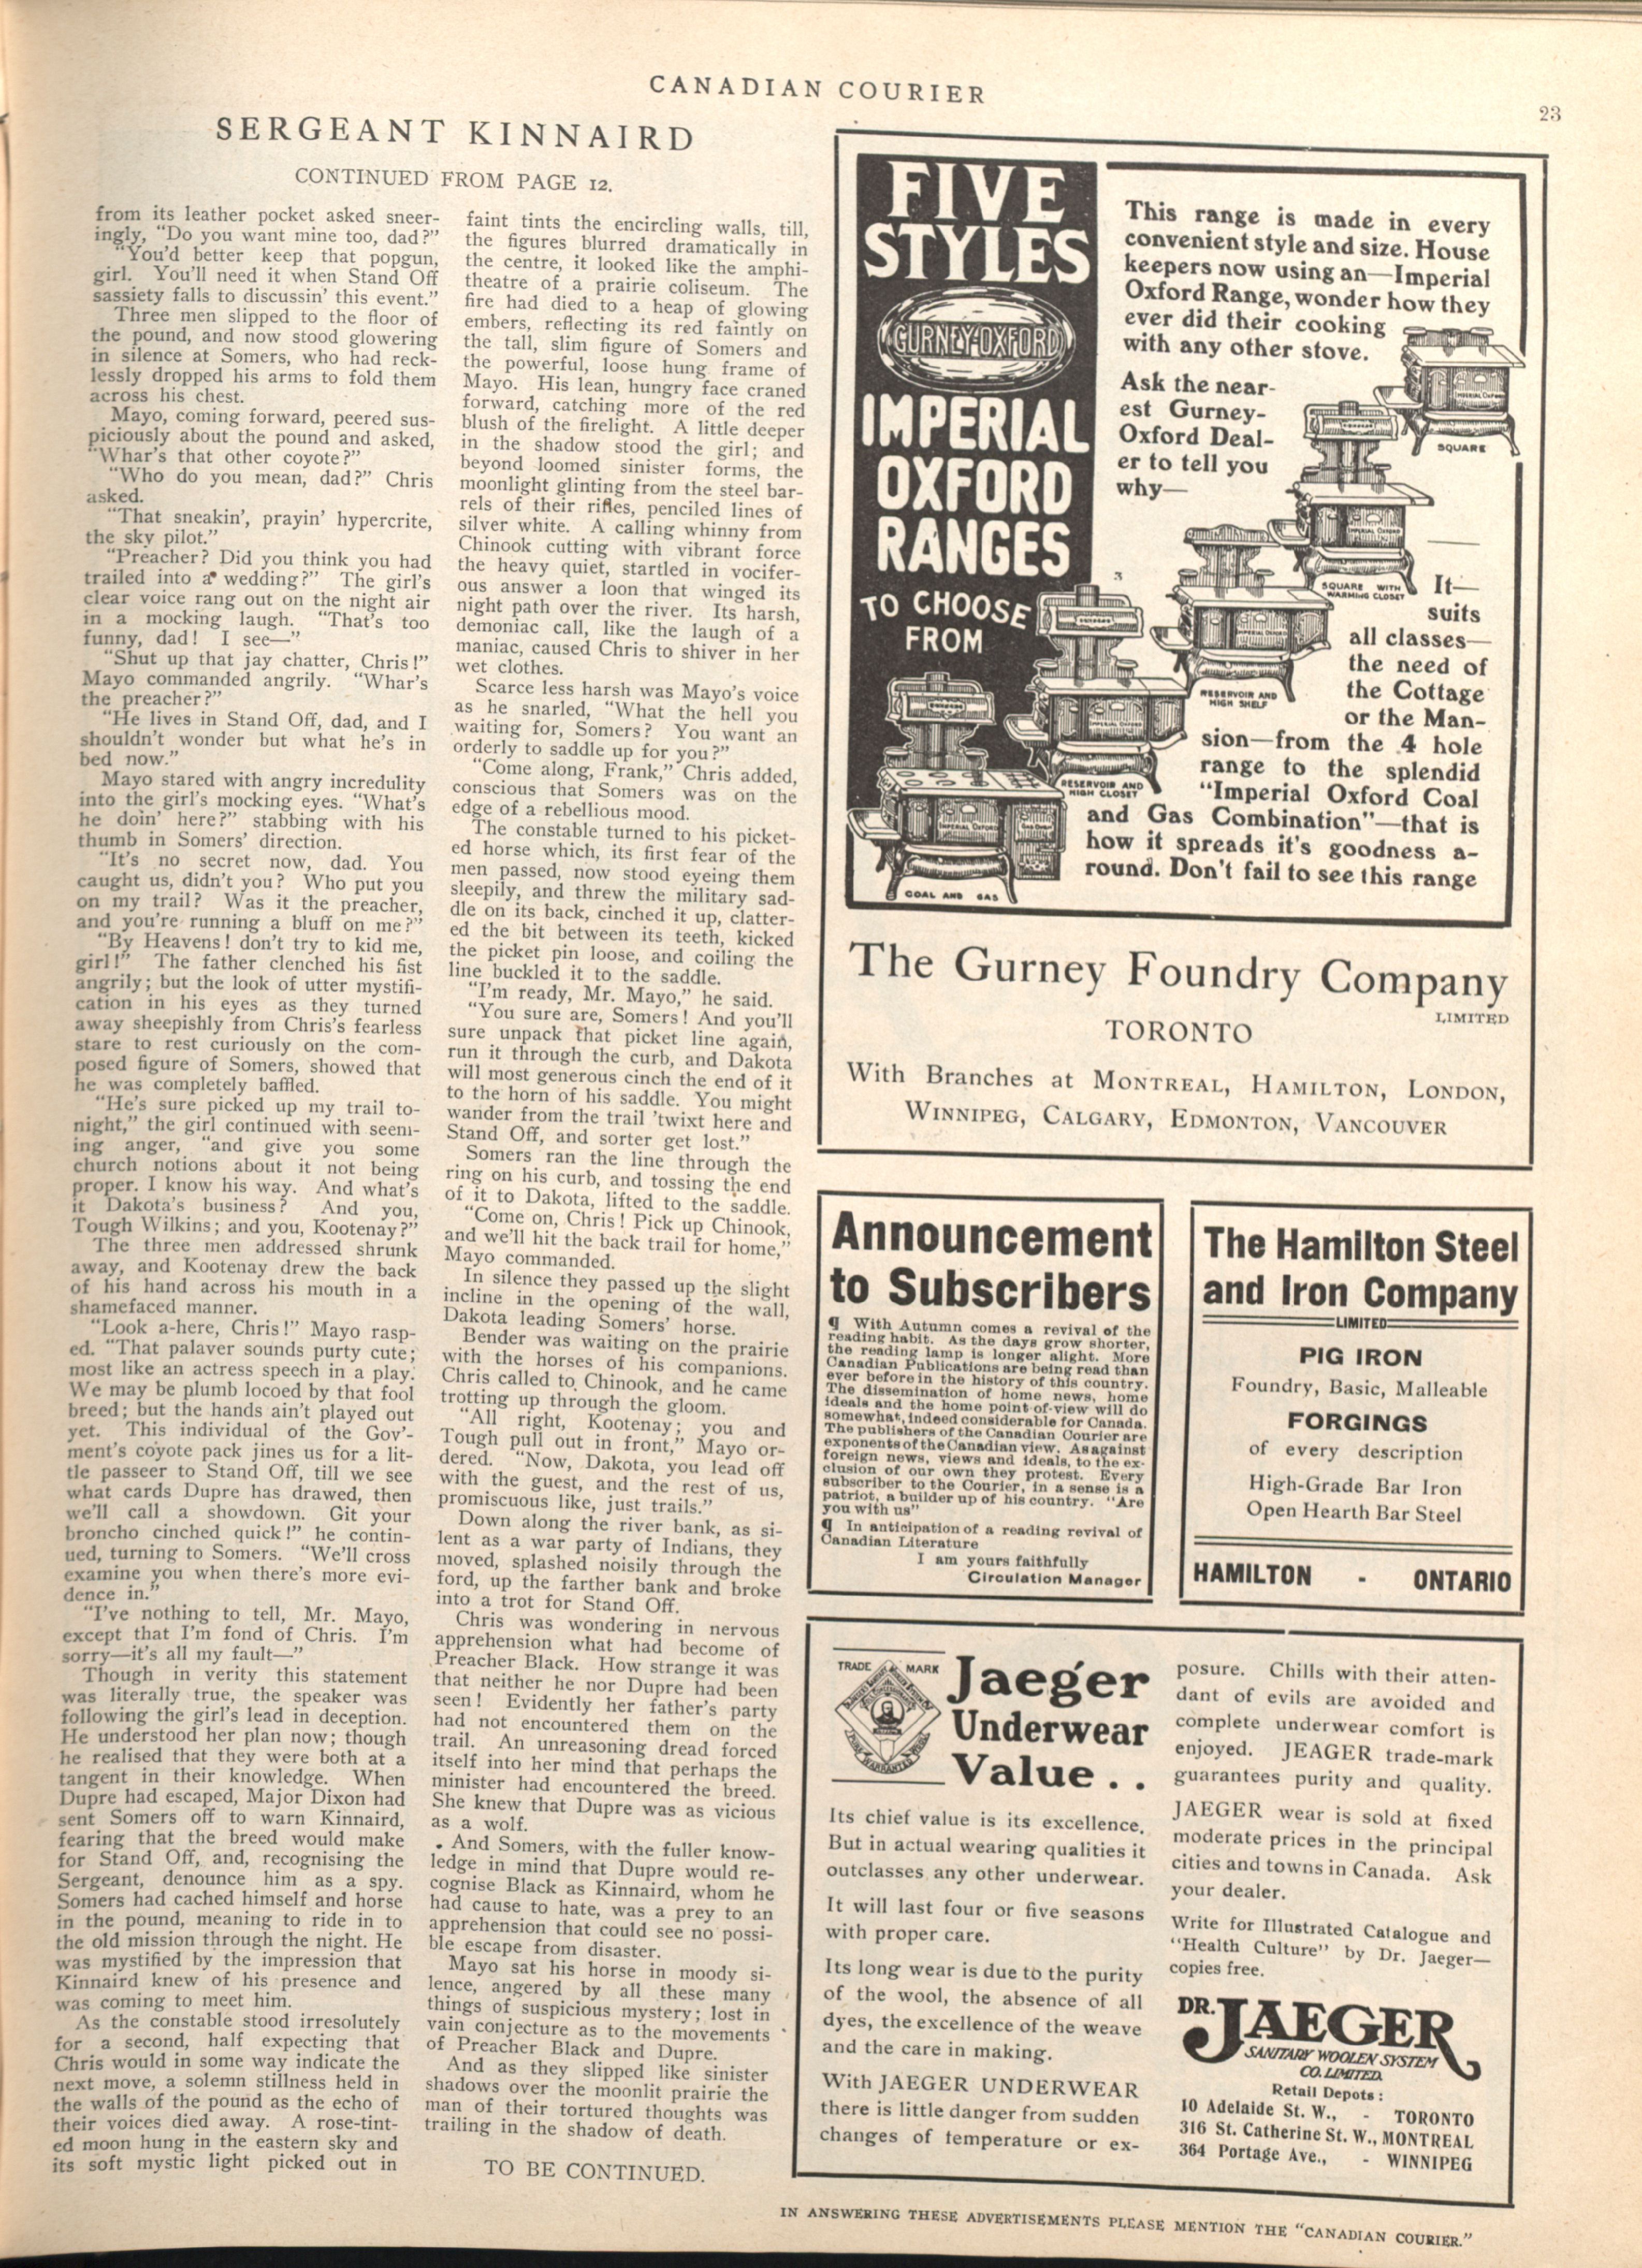 CANADIAN COURIER
23
SERGEANT KINNAIRD
CONTINUED FROM PAGE 12.
from its leather pocket asked sneer-
ingly, "Do you want mine too, dad?"
"You'd better keep that popgun,
girl. You'll need it when Stand Off
sassiety falls to discussin' this event."
Three men slipped to the floor of
the pound, and now stood glowering
in silence at Somers, who had reck-
lessly dropped his arms to fold them
across his chest.
Mayo, coming forward, peered sus-
piciously about the pound and asked,
"Whar's that other coyote?"
"Who do you mean, dad?" Chris
asked.
"That sneakin', prayin' hypercrite,
the sky pilot."
"Preacher? Did you think you had
trailed into a wedding?" The girl's
clear voice rang out on the night air
in a mocking laugh. "That's too
funny, dad! I see—"
"Shut up that jay chatter, Chris!"
Mayo commanded angrily. "Whar's
the preacher?"
"He lives in Stand Off, dad, and I
shouldn't wonder but what he's in
bed now."
Mayo stared with angry incredulity
into the girl's mocking eyes. "What's
he doin' here?" stabbing with his
thumb in Somers' direction.
"It's no secret now, dad. You
caught us, didn't you? Who put you
on my trail? Was it the preacher,
and you're running a bluff on me?"
"By Heavens! don't try to kid me,
girl!" The father clenched his fist
angrily; but the look of utter mystifi-
cation in his eyes as they turned
away sheepishly from Chris's fearless
stare to rest curiously on the com-
posed figure of Somers, showed that
he was completely baffled.
"He's sure picked up my trail to-
night," the girl continued with seem-
ing anger, "and give you some
church notions about it not being
proper. I know his way. And what's
it Dakota's business? And you,
Tough Wilkins; and you, Kootenay?"
The three men addressed shrunk
away, and Kootenay drew the back
of his hand across his mouth in a
shamefaced manner.
"Look a-here, Chris!" Mayo rasp-
ed. "That palaver sounds purty cute;
most like an actress speech in a play.
We may be plumb locoed by that fool
breed; but the hands ain't played out
yet. This individual of the Gov'-
ment's coyote pack jines us for a lit-
tle passeer to Stand Off, till we see
what cards Dupre has drawed, then
we'll call a showdown. Git your
broncho cinched quick!" he contin-
ued, turning to Somers. "We'll cross
examine you when there's more evi-
dence in."
"I've nothing to tell, Mr. Mayo,
except that I'm fond of Chris. I'm
sorry—it's all my fault—"
Though in verity this statement
was literally true, the speaker was
following the girl's lead in deception.
He understood her plan now; though
he realised that they were both at a
tangent in their knowledge. When
Dupre had escaped, Major Dixon had
sent Somers off to warn Kinnaird,
fearing that the breed would make
for Stand Off, and, recognising the
Sergeant, denounce him as a spy.
Somers had cached himself and horse
in the pound, meaning to ride in to
the old mission through the night. He
was mystified by the impression that
Kinnaird knew of his presence and
was coming to meet him.
As the constable stood irresolutely
for a second, half expecting that
Chris would in some way indicate the
next move, a solemn stillness held in
the walls of the pound as the echo of
their voices died away. A rose-tint-
ed moon hung in the eastern sky and
its soft mystic light picked out in
faint tints the encircling walls, till,
the figures blurred dramatically in
the centre, it looked like the amphi-
theatre of a prairie coliseum. The
fire had died to a heap of glowing
embers, reflecting its red faintly on
the tall, slim figure of Somers and
the powerful, loose hung frame of
Mayo. His lean, hungry face craned
forward, catching more of the red
blush of the firelight. A little deeper
in the shadow stood the girl; and
beyond loomed sinister forms, the
moonlight glinting from the steel bar-
rels of their rifles, penciled lines of
silver white. A calling whinny from
Chinook cutting with vibrant force
the heavy quiet, startled in vocifer-
ous answer a loon that winged its
night path over the river. Its harsh,
demoniac call, like the laugh of a
maniac, caused Chris to shiver in her
wet clothes.
Scarce less harsh was Mayo's voice
as he snarled, "What the hell you
waiting for, Somers? You want an
orderly to saddle up for you?"
"Come along, Frank," Chris added,
conscious that Somers was on the
edge of a rebellious mood.
The constable turned to his picket-
ed horse which, its first fear of the
men passed, now stood eyeing them
sleepily, and threw the military sad-
dle on its back, cinched it up, clatter-
ed the bit between its teeth, kicked
the picket pin loose, and coiling the
line buckled it to the saddle.
"I'm ready, Mr. Mayo," he said.
"You sure are, Somers! And you'll
sure unpack that picket line again,
run it through the curb, and Dakota
will most generous cinch the end of it
to the horn of his saddle. You might
wander from the trail 'twixt here and
Stand Off, and sorter get lost."
Somers ran the line through the
ring on his curb, and tossing the end
of it to Dakota, lifted to the saddle.
"Come on, Chris! Pick up Chinook,
and we'll hit the back trail for home,"
Mayo commanded.
In silence they passed up the slight
incline in the opening of the wall,
Dakota leading Somers' horse.
Bender was waiting on the prairie
with the horses of his companions.
Chris called to Chinook, and he came
trotting up through the gloom.
"All right, Kootenay; you and
Tough pull out in front," Mayo or-
dered. "Now, Dakota, you lead off
with the guest, and the rest of us,
promiscuous like, just trails."
Down along the river bank, as si-
lent as a war party of Indians, they
moved, splashed noisily through the
ford, up the farther bank and broke
into a trot for Stand Off.
Chris was wondering in nervous
apprehension what had become of
Preacher Black. How strange it was
that neither he nor Dupre had been
seen! Evidently her father's party
had not encountered them on the
trail. An unreasoning dread forced
itself into her mind that perhaps the
minister had encountered the breed.
She knew that Dupre was as vicious
as a wolf.
And Somers, with the fuller know-
ledge in mind that Dupre would re-
cognise Black as Kinnaird, whom he
had cause to hate, was a prey to an
apprehension that could see no possi-
ble escape from disaster.
Mayo sat his horse in moody si-
lence, angered by all these many
things of suspicious mystery; lost in
vain conjecture as to the movements
of Preacher Black and Dupre.
And as they slipped like sinister
shadows over the moonlit prairie the
man of their tortured thoughts was
trailing in the shadow of death.
TO BE CONTINUED.
FIVE
STYLES
GURNEY-OXFORD
IMPERIAL
OXFORD
RANGES
TO CHOOSE
FROM
This range is made in every
convenient style and size. House
keepers now using an—Imperial
Oxford Range, wonder how they
ever did their cooking
with any other stove.
Ask the near-
est Gurney-
Oxford Deal-
er to tell you
why—
SQUARE
SQUARE WITH
WARMING CLOSET
RESERVOIR AND
HIGH SHELF
RESERVOIR AND
HIGH CLOSET
COAL AND GAS
It—
suits
all classes—
the need of
the Cottage
or the Man-
sion—from the 4 hole
range to the splendid
"Imperial Oxford Coal
and Gas Combination"—that is
how it spreads it's goodness a-
round. Don't fail to see this range
The Gurney Foundry Company
LIMITED
TORONTO
With Branches at MONTREAL, HAMILTON, LONDON,
WINNIPEG, CALGARY, EDMONTON, VANCOUVER
Announcement
to Subscribers
¶ With Autumn comes a revival of the
reading habit. As the days grow shorter,
the reading lamp is longer alight. More
Canadian Publications are being read than
ever before in the history of this country.
The dissemination of home news, home
ideals and the home point-of-view will do
somewhat, indeed considerable for Canada.
The publishers of the Canadian Courier are
exponents of the Canadian view. As against
foreign news, views and ideals, to the ex-
clusion of our own they protest. Every
subscriber to the Courier, in a sense is a
patriot, a builder up of his country. "Are
you with us"
¶ In anticipation of a reading revival of
Canadian Literature
I am yours faithfully
Circulation Manager
The Hamilton Steel
and Iron Company
LIMITED
PIG IRON
Foundry, Basic, Malleable
FORGINGS
of every description
High-Grade Bar Iron
Open Hearth Bar Steel
HAMILTON - ONTARIO
TRADE MARK
Jaeger
Underwear
Value . .
Its chief value is its excellence.
But in actual wearing qualities it
outclasses any other underwear.
It will last four or five seasons
with proper care.
Its long wear is due to the purity
of the wool, the absence of all
dyes, the excellence of the weave
and the care in making.
With JAEGER UNDERWEAR
there is little danger from sudden
changes of temperature or ex-
posure. Chills with their atten-
dant of evils are avoided and
complete underwear comfort is
enjoyed. JEAGER trade-mark
guarantees purity and quality.
JAEGER wear is sold at fixed
moderate prices in the principal
cities and towns in Canada. Ask
your dealer.
Write for Illustrated Catalogue and
"Health Culture" by Dr. Jaeger—
copies free.
DR. JAEGER
SANITARY WOOLEN SYSTEM
CO. LIMITED.
Retail Depots:
10 Adelaide St. W., - TORONTO
316 St. Catherine St. W., MONTREAL
364 Portage Ave., - WINNIPEG
IN ANSWERING THESE ADVERTISEMENTS PLEASE MENTION THE "CANADIAN COURIER."